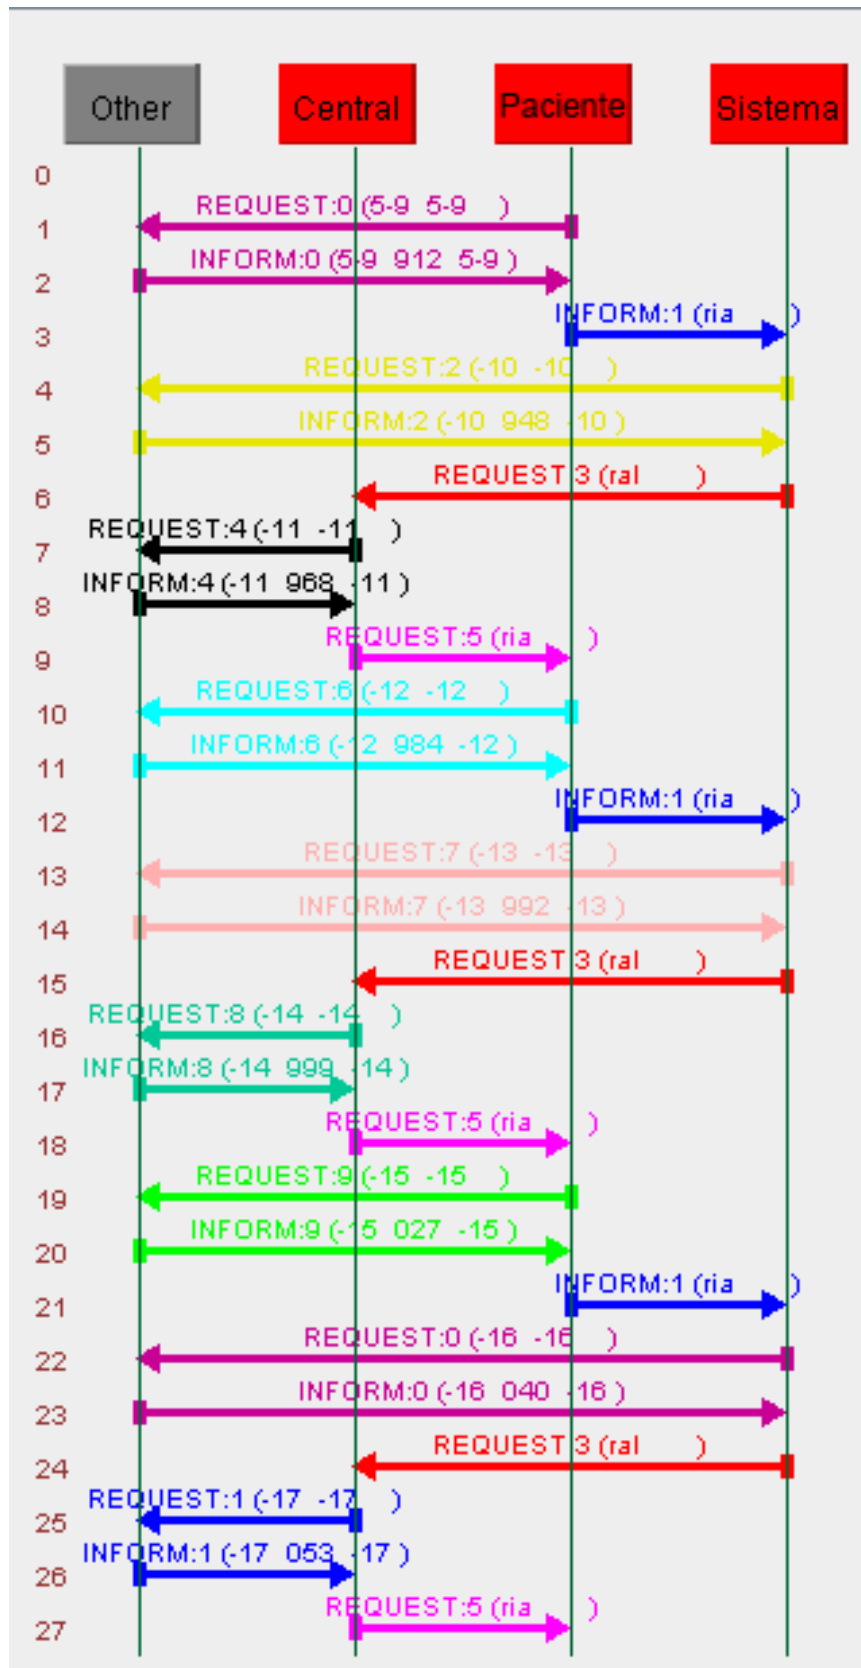 Other Central Paciente Sistema
0
REQUEST:0 (5-9 5-9 )
1
INFORM:0 (5-9 912 5-9 )
2
INFORM:1 (ria )
3
REQUEST:2 (-10 -10 )
4
INFORM:2 (-10 948 -10 )
5
REQUEST:3 (ral )
6
REQUEST:4 (-11 -11 )
7
INFORM:4 (-11 968 -11 )
8
REQUEST:5 (ria )
9
REQUEST:6 (-12 -12 )
10
INFORM:6 (-12 984 -12 )
11
INFORM:1 (ria )
12
REQUEST:7 (-13 -13 )
13
INFORM:7 (-13 992 -13 )
14
REQUEST:3 (ral )
15
REQUEST:8 (-14 -14 )
16
INFORM:8 (-14 999 -14 )
17
REQUEST:5 (ria )
18
REQUEST:9 (-15 -15 )
19
INFORM:9 (-15 027 -15 )
20
INFORM:1 (ria )
21
REQUEST:0 (-16 -16 )
22
INFORM:0 (-16 040 -16 )
23
REQUEST:3 (ral )
24
REQUEST:1 (-17 -17 )
25
INFORM:1 (-17 053 -17 )
26
REQUEST:5 (ria )
27